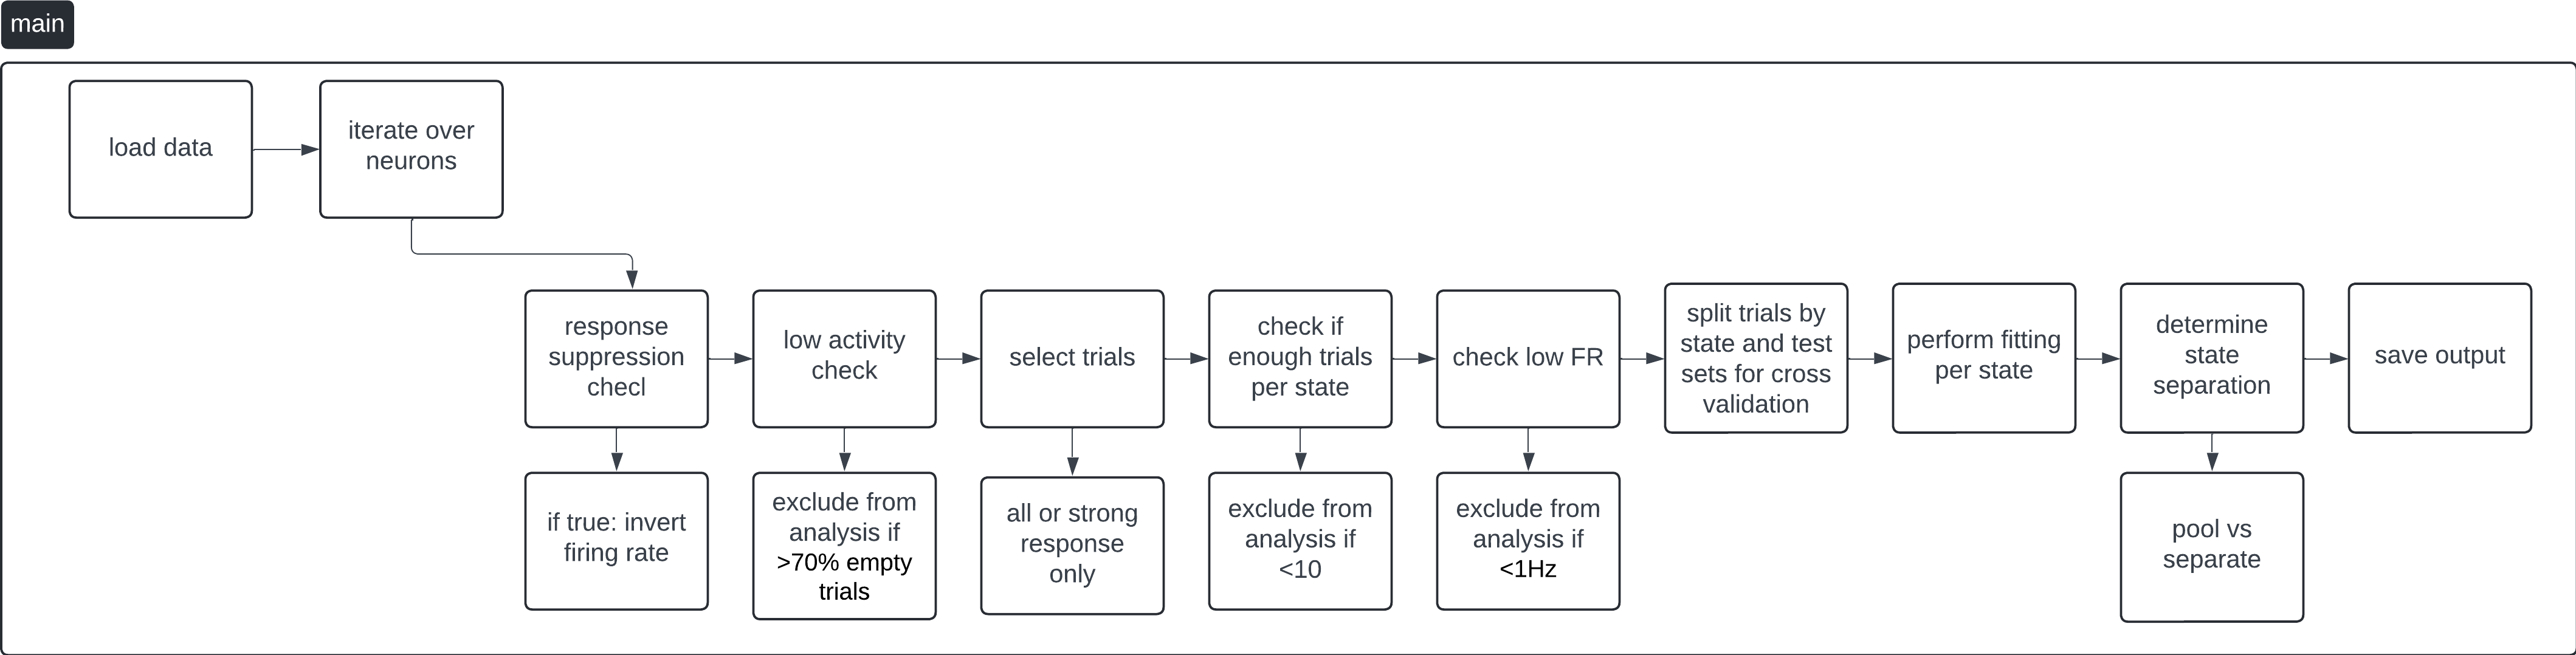 main
load data
iterate over
neurons
response
suppression
checl
low activity
check
select trials
check if
enough trials
per state
check low FR
split trials by
state and test
sets for cross
validation
perform fitting
per state
determine
state
separation
save output
if true: invert
firing rate
exclude from
analysis if
>70% empty
trials
all or strong
response
only
exclude from
analysis if
<10
exclude from
analysis if
<1Hz
pool vs
separate